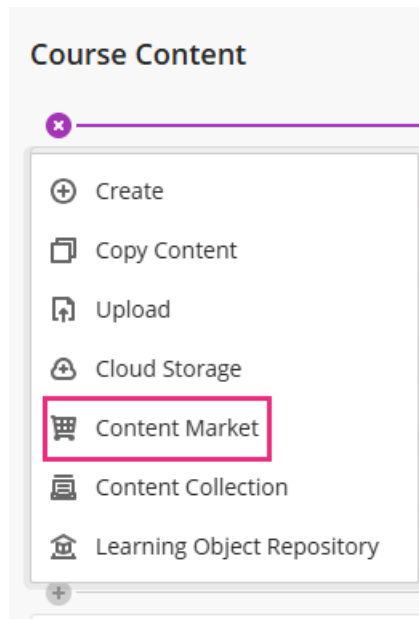 Course Content
Create
Copy Content
Upload
Cloud Storage
Content Market
Content Collection
Learning Object Repository